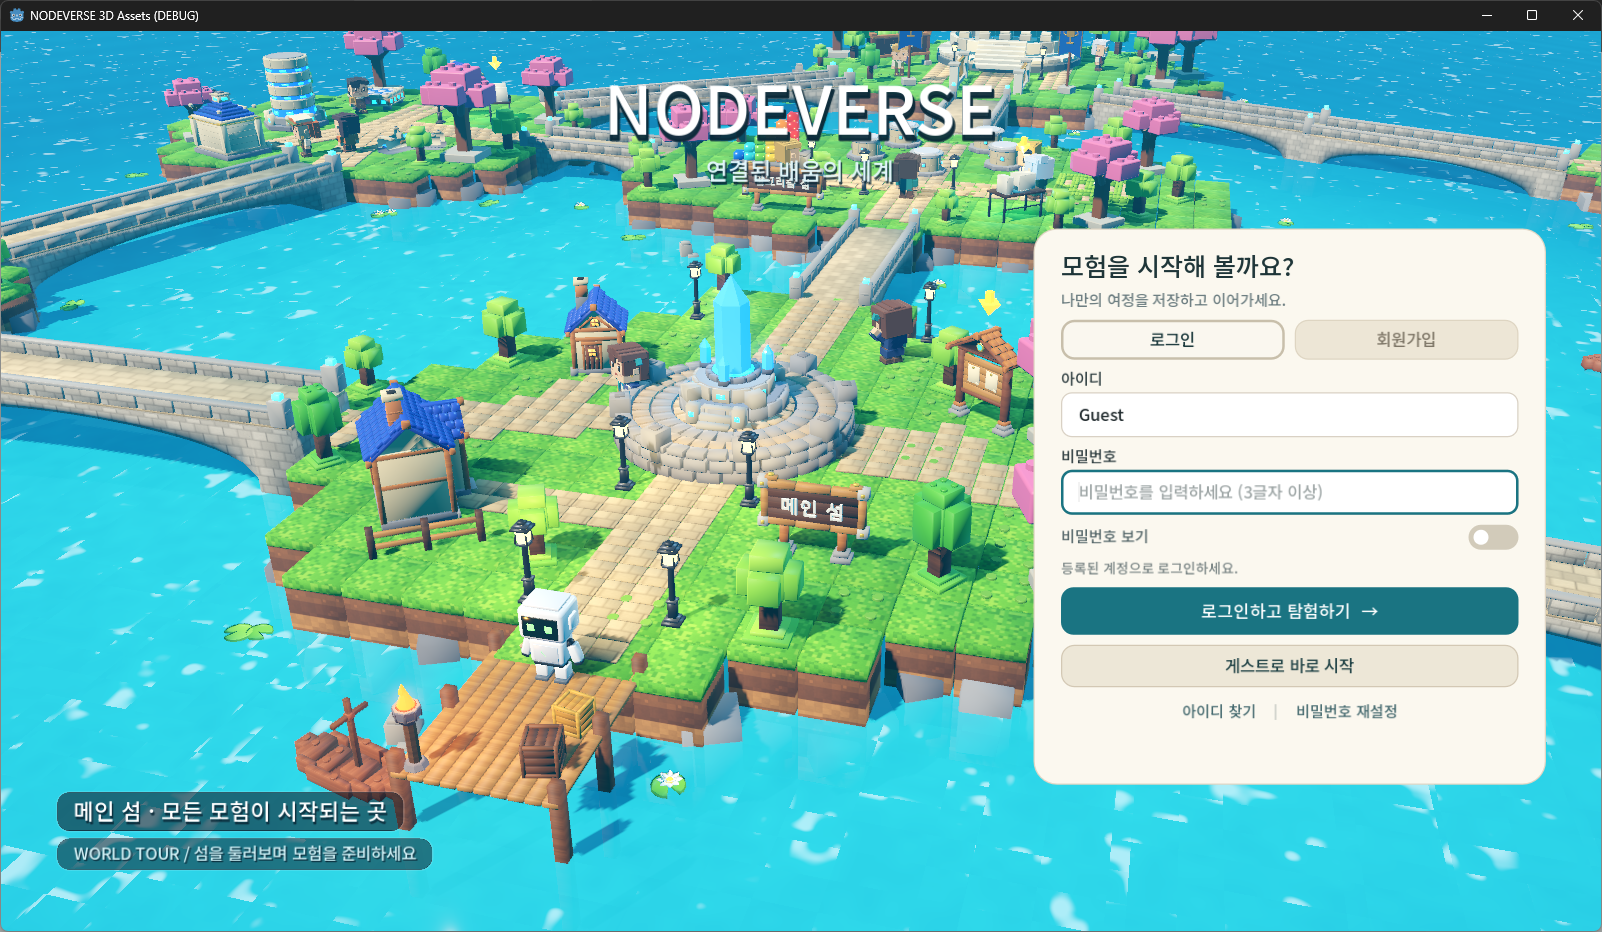 NODEVERSE 3D Assets (DEBUG)
NODEVERSE
연결된 배움의 세계
메인 섬
모험을 시작해 볼까요?
나만의 여정을 저장하고 이어가세요.
로그인
회원가입
아이디
Guest
비밀번호
비밀번호를 입력하세요 (3글자 이상)
비밀번호 보기
등록된 계정으로 로그인하세요.
로그인하고 탐험하기 →
게스트로 바로 시작
아이디 찾기 | 비밀번호 재설정
메인 섬 · 모든 모험이 시작되는 곳
WORLD TOUR / 섬을 둘러보며 모험을 준비하세요